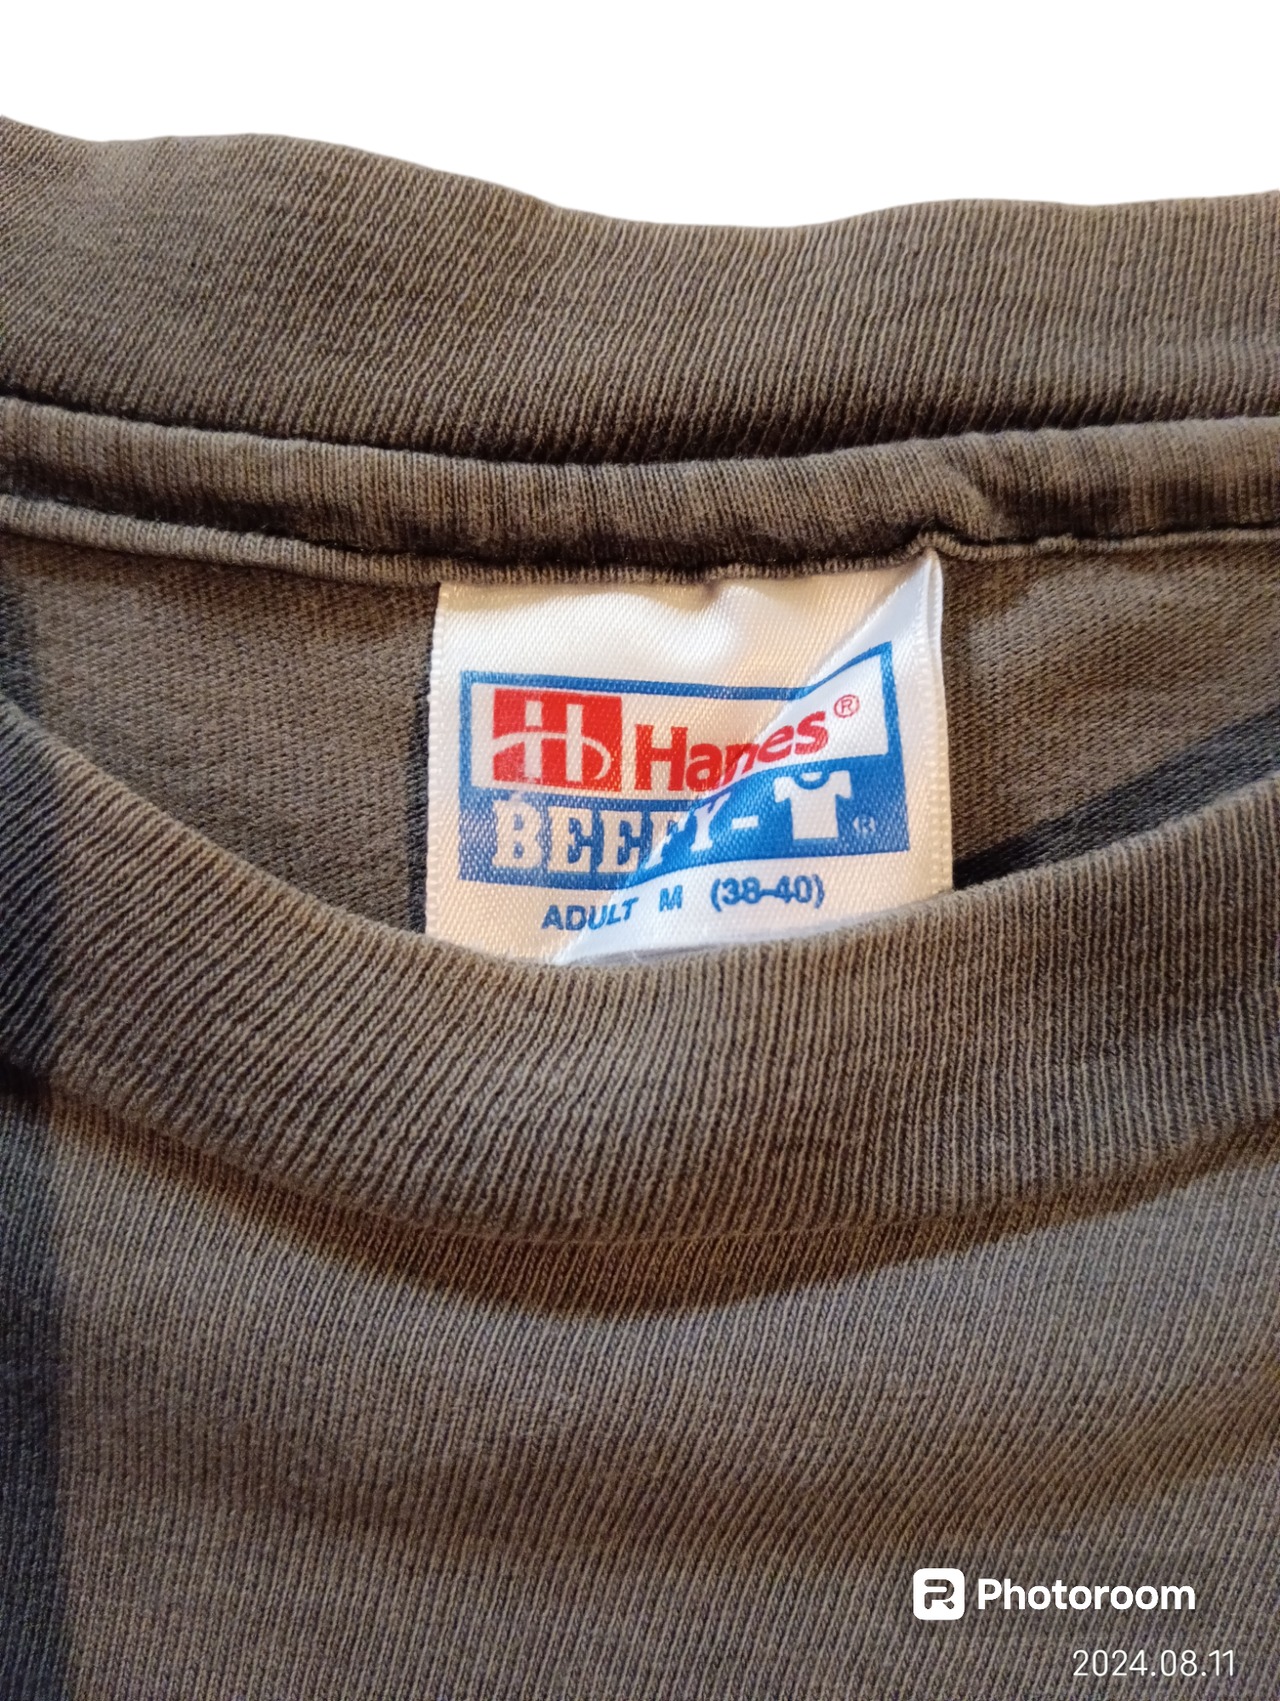 Hanes®
BEEFY-®
ADULT M (38-40)
Photoroom
2024.08.11